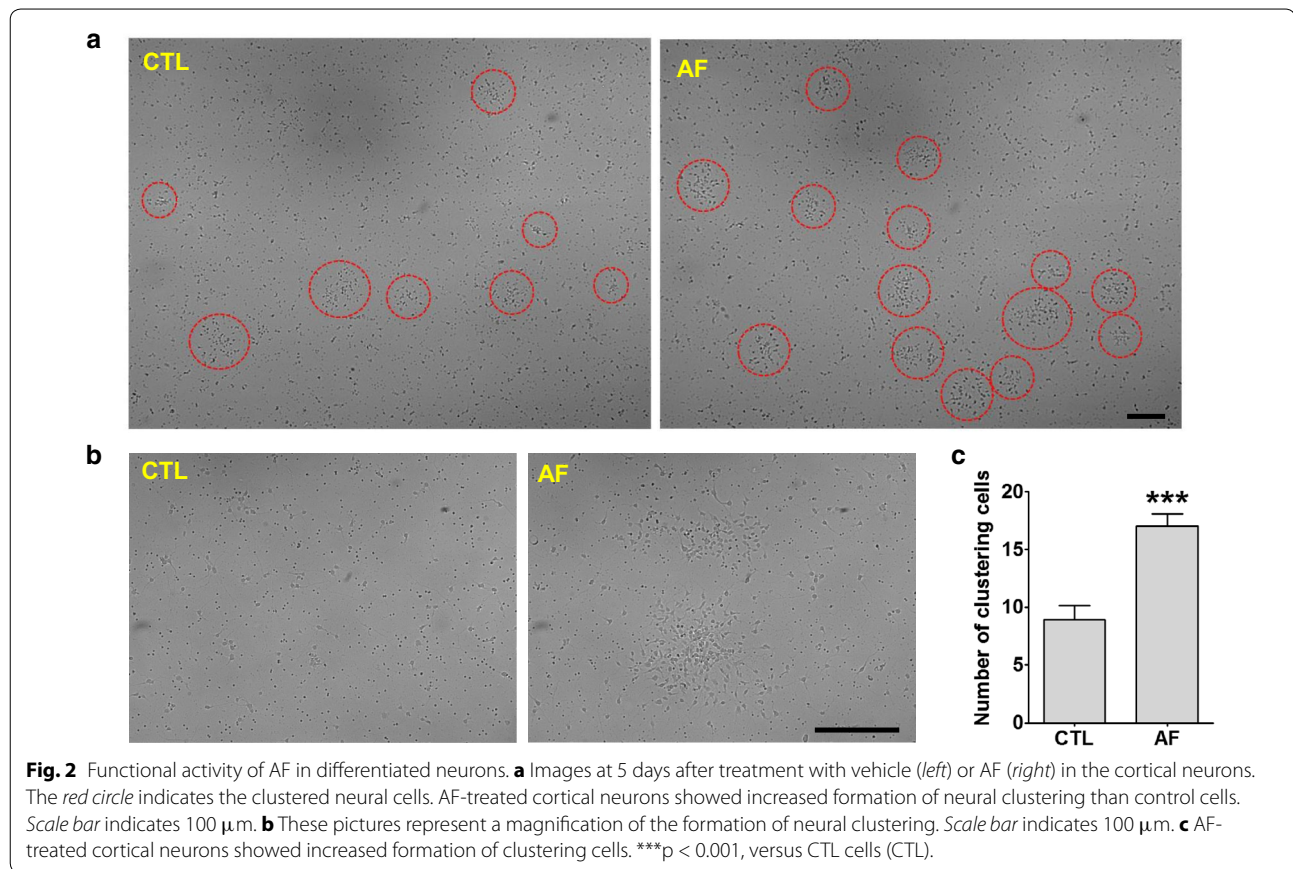 a
CTL
AF
b
CTL
AF
c
Number of clustering cells
20
15
10
5
0
***
CTL
AF
Fig. 2 Functional activity of AF in differentiated neurons. a Images at 5 days after treatment with vehicle (left) or AF (right) in the cortical neurons.
The red circle indicates the clustered neural cells. AF-treated cortical neurons showed increased formation of neural clustering than control cells.
Scale bar indicates 100 μm. b These pictures represent a magnification of the formation of neural clustering. Scale bar indicates 100 μm. c AF-
treated cortical neurons showed increased formation of clustering cells. ***p < 0.001, versus CTL cells (CTL).